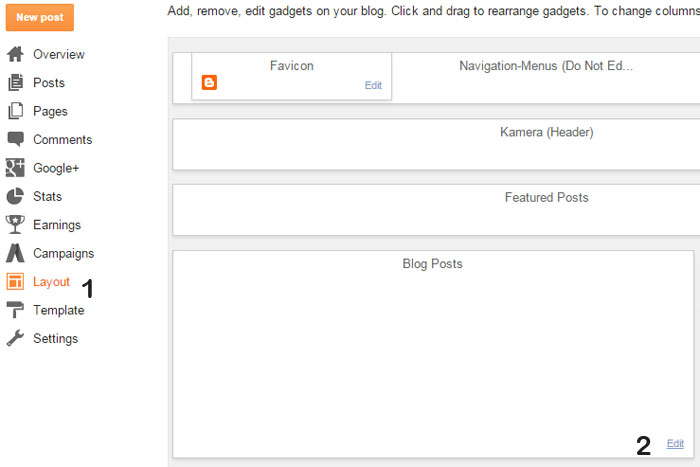 New post
Overview
Posts
Pages
Comments
Google+
Stats
Earnings
Campaigns
Layout 1
Template
Settings
Add, remove, edit gadgets on your blog. Click and drag to rearrange gadgets. To change columns
Favicon
Edit
Navigation-Menus (Do Not Ed...
Kamera (Header)
Featured Posts
Blog Posts
2 Edit